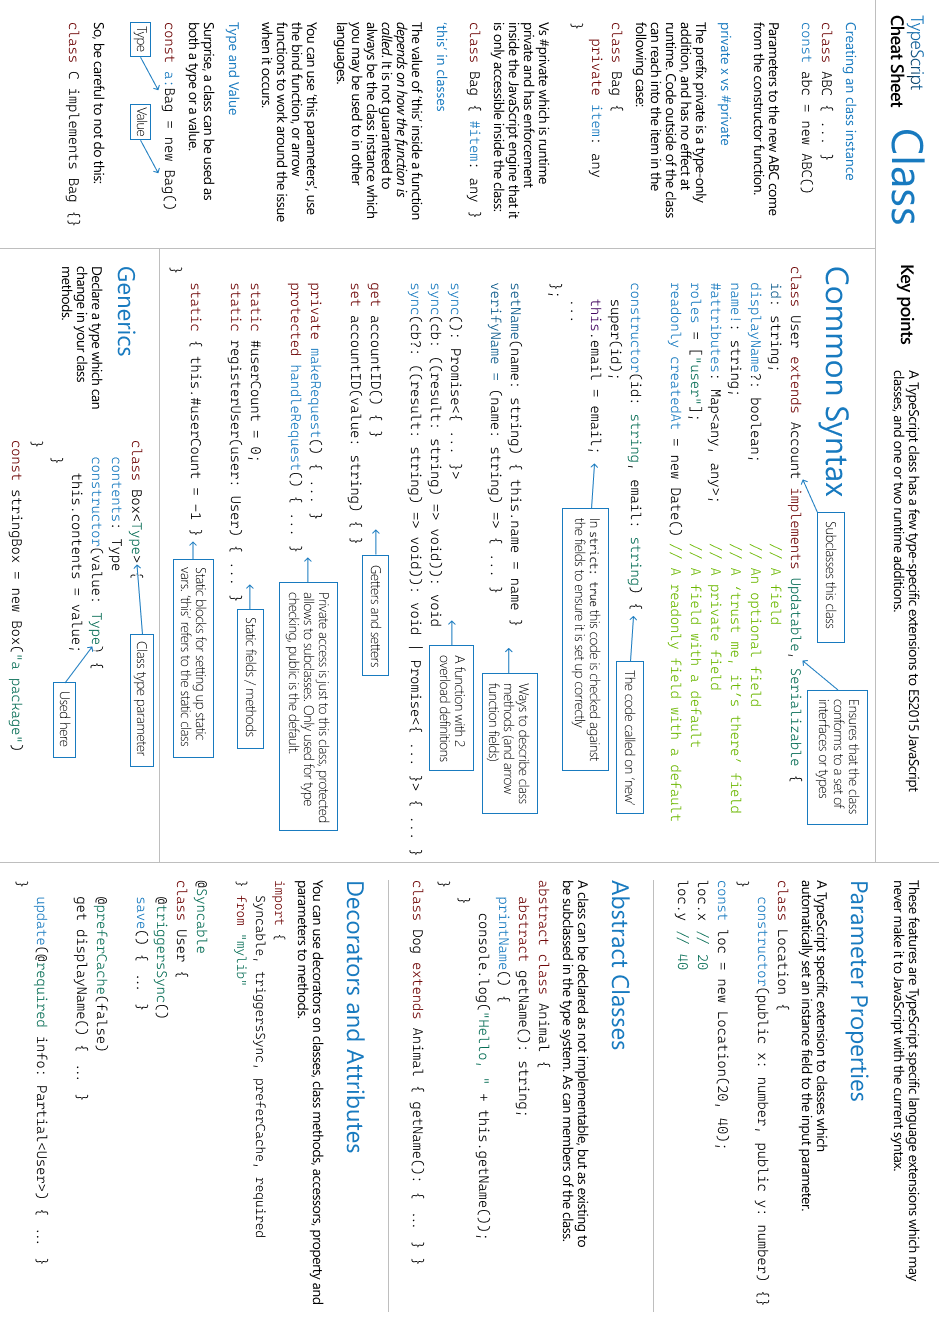 TypeScript
Cheat Sheet
Class
Key points
A TypeScript class has a few type-specific extensions to ES2015 JavaScript
classes, and one or two runtime additions.
These features are TypeScript specific language extensions which may
never make it to JavaScript with the current syntax.
Creating an class instance
class ABC { ... }
const abc = new ABC()
Parameters to the new ABC come
from the constructor function.
private x vs #private
The prefix private is a type-only
addition, and has no effect at
runtime. Code outside of the class
can reach into the item in the
following case:
class Bag {
private item: any
}
Vs #private which is runtime
private and has enforcement
inside the JavaScript engine that it
is only accessible inside the class:
class Bag { #item: any }
‘this’ in classes
The value of ‘this’ inside a function
depends on how the function is
called. It is not guaranteed to
always be the class instance which
you may be used to in other
languages.
You can use ‘this parameters’, use
the bind function, or arrow
functions to work around the issue
when it occurs.
Type and Value
Surprise, a class can be used as
both a type or a value.
const a:Bag = new Bag()
Type
Value
So, be careful to not do this:
class C implements Bag {}
Common Syntax
Subclasses this class
Ensures that the class
conforms to a set of
interfaces or types
class User extends Account implements Updatable, Serializable {
id: string; // A field
displayName?: boolean; // An optional field
name!: string; // A ‘trust me, it’s there’ field
#attributes: Map<any, any>; // A private field
roles = ["user"]; // A field with a default
readonly createdAt = new Date() // A readonly field with a default
constructor(id: string, email: string) {
The code called on ‘new’
super(id);
this.email = email;
In strict: true this code is checked against
the fields to ensure it is set up correctly
...
};
setName(name: string) { this.name = name }
verifyName = (name: string) => { ... }
Ways to describe class
methods (and arrow
function fields)
sync(): Promise<{ ... }>
sync(cb: ((result: string) => void)): void
sync(cb?: ((result: string) => void)): void | Promise<{ ... }> { .... }
A function with 2
overload definitions
get accountID() { }
set accountID(value: string) { }
Getters and setters
private makeRequest() { ... }
protected handleRequest() { ... }
Private access is just to this class, protected
allows to subclasses. Only used for type
checking, public is the default
static #userCount = 0;
static registerUser(user: User) { ... }
Static fields / methods
static { this.#userCount = -1 }
Static blocks for setting up static
vars. ‘this’ refers to the static class
}
Generics
Declare a type which can
change in your class
methods.
class Box<Type> {
contents: Type
constructor(value: Type) {
this.contents = value;
}
}
const stringBox = new Box("a package")
Class type parameter
Used here
Parameter Properties
A TypeScript specific extension to classes which
automatically set an instance field to the input parameter.
class Location {
constructor(public x: number, public y: number) {}
}
const loc = new Location(20, 40);
loc.x // 20
loc.y // 40
Abstract Classes
A class can be declared as not implementable, but as existing to
be subclassed in the type system. As can members of the class.
abstract class Animal {
abstract getName(): string;
printName() {
console.log("Hello, " + this.getName());
}
}
class Dog extends Animal { getName(): { ... } }
Decorators and Attributes
You can use decorators on classes, class methods, accessors, property and
parameters to methods.
import {
Syncable, triggersSync, preferCache, required
} from "mylib"
@Syncable
class User {
@triggersSync()
save() { ... }
@preferCache(false)
get displayName() { ... }
update(@required info: Partial<User>) { ... }
}